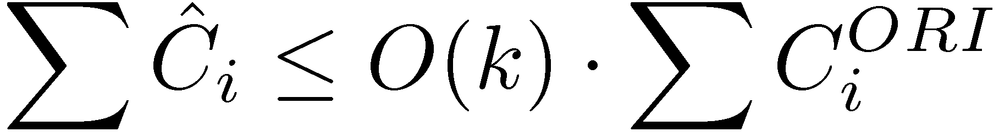 ∑ Ĉ_i ≤ O(k) · ∑ C_i^{ORI}